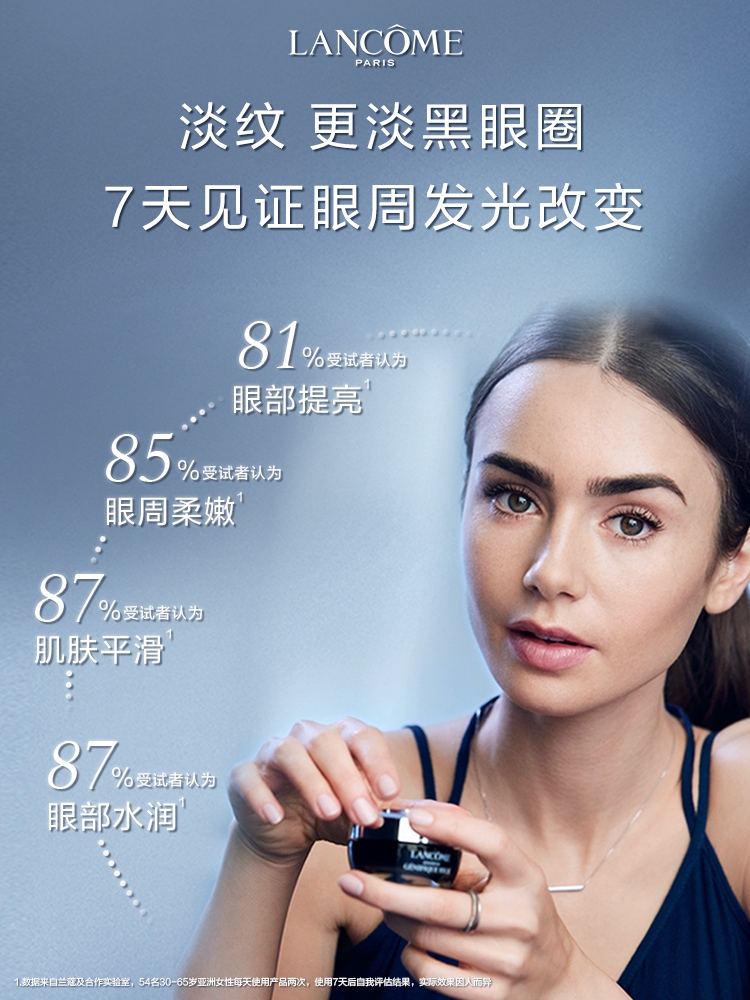 LANCÔME
PARIS
淡纹 更淡黑眼圈
7天见证眼周发光改变
81%受试者认为
眼部提亮1
85%受试者认为
眼周柔嫩1
87%受试者认为
肌肤平滑1
87%受试者认为
眼部水润1
LANCÔME
GÉNIFIQUE YEUX
1.数据来自兰蔻及合作实验室，54名30-65岁亚洲女性每天使用产品两次，使用7天后自我评估结果，实际效果因人而异